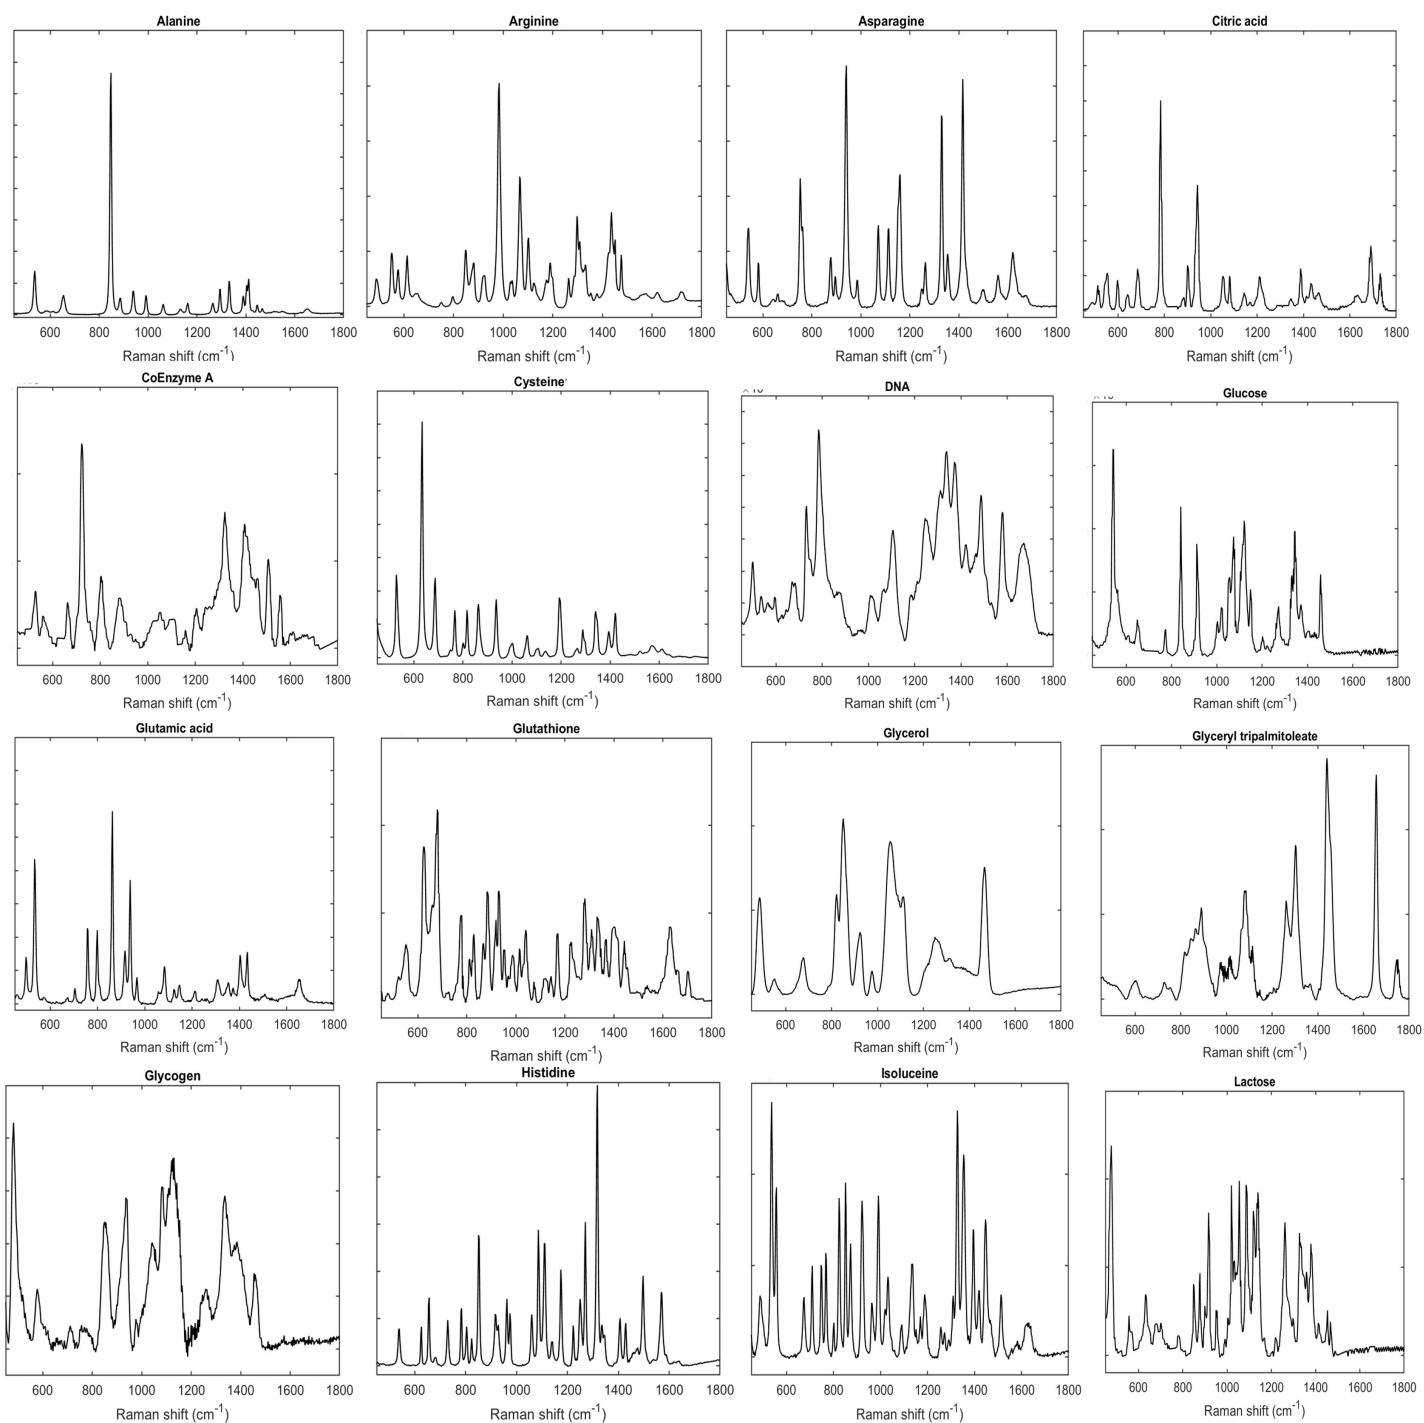 Alanine
Arginine
Asparagine
Citric acid
600 800 1000 1200 1400 1600 1800
600 800 1000 1200 1400 1600 1800
600 800 1000 1200 1400 1600 1800
600 800 1000 1200 1400 1600 1800
Raman shift (cm⁻¹)
Raman shift (cm⁻¹)
Raman shift (cm⁻¹)
Raman shift (cm⁻¹)
CoEnzyme A
Cysteine
DNA
Glucose
600 800 1000 1200 1400 1600 1800
600 800 1000 1200 1400 1600 1800
600 800 1000 1200 1400 1600 1800
600 800 1000 1200 1400 1600 1800
Raman shift (cm⁻¹)
Raman shift (cm⁻¹)
Raman shift (cm⁻¹)
Raman shift (cm⁻¹)
Glutamic acid
Glutathione
Glycerol
Glyceryl tripalmitoleate
600 800 1000 1200 1400 1600 1800
600 800 1000 1200 1400 1600 1800
600 800 1000 1200 1400 1600 1800
600 800 1000 1200 1400 1600 1800
Raman shift (cm⁻¹)
Raman shift (cm⁻¹)
Raman shift (cm⁻¹)
Raman shift (cm⁻¹)
Glycogen
Histidine
Isoluceine
Lactose
600 800 1000 1200 1400 1600 1800
600 800 1000 1200 1400 1600 1800
600 800 1000 1200 1400 1600 1800
600 800 1000 1200 1400 1600 1800
Raman shift (cm⁻¹)
Raman shift (cm⁻¹)
Raman shift (cm⁻¹)
Raman shift (cm⁻¹)